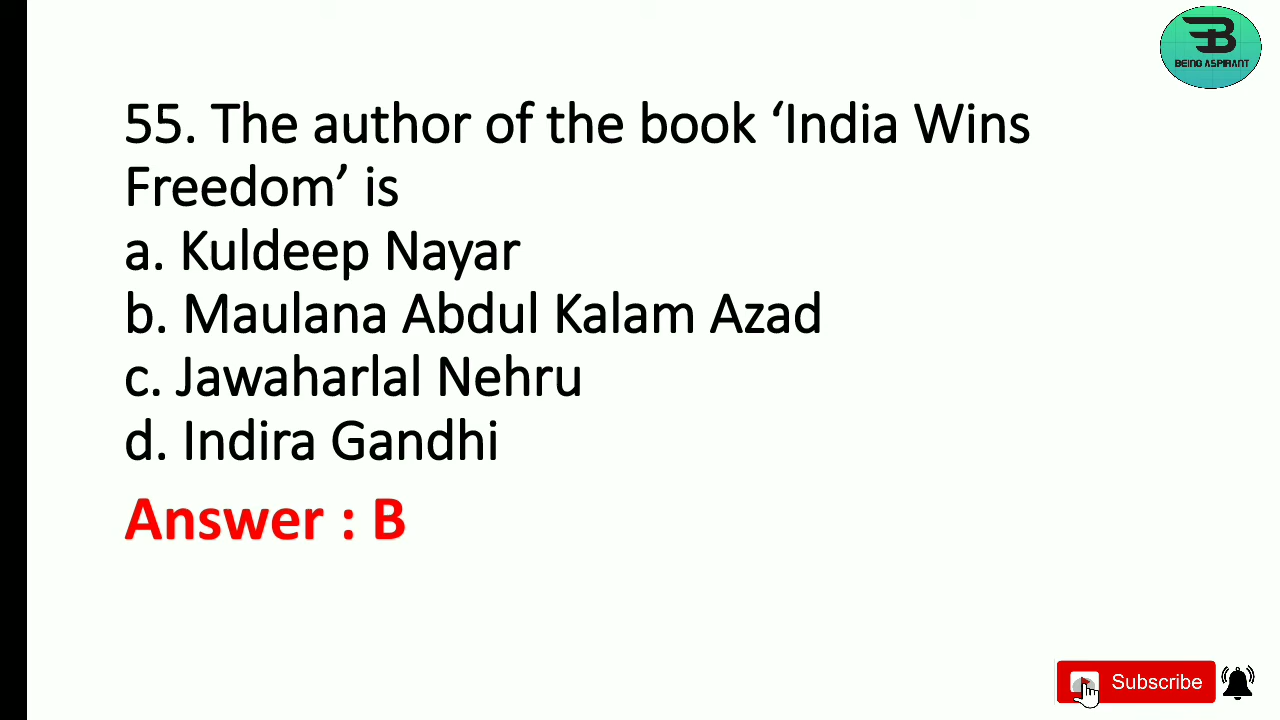 BEING ASPIRANT
55. The author of the book ‘India Wins
Freedom’ is
a. Kuldeep Nayar
b. Maulana Abdul Kalam Azad
c. Jawaharlal Nehru
d. Indira Gandhi
Answer : B
Subscribe